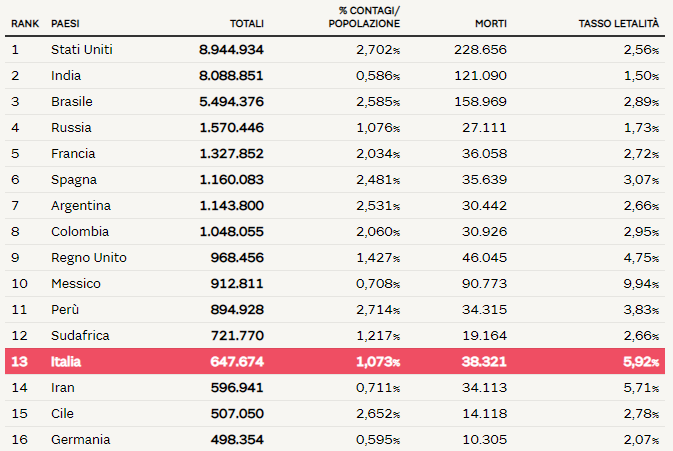 % CONTAGI/
RANK PAESI TOTALI POPOLAZIONE MORTI TASSO LETALITÀ
1 Stati Uniti 8.944.934 2,702% 228.656 2,56%
2 India 8.088.851 0,586% 121.090 1,50%
3 Brasile 5.494.376 2,585% 158.969 2,89%
4 Russia 1.570.446 1,076% 27.111 1,73%
5 Francia 1.327.852 2,034% 36.058 2,72%
6 Spagna 1.160.083 2,481% 35.639 3,07%
7 Argentina 1.143.800 2,531% 30.442 2,66%
8 Colombia 1.048.055 2,060% 30.926 2,95%
9 Regno Unito 968.456 1,427% 46.045 4,75%
10 Messico 912.811 0,708% 90.773 9,94%
11 Perù 894.928 2,714% 34.315 3,83%
12 Sudafrica 721.770 1,217% 19.164 2,66%
13 Italia 647.674 1,073% 38.321 5,92%
14 Iran 596.941 0,711% 34.113 5,71%
15 Cile 507.050 2,652% 14.118 2,78%
16 Germania 498.354 0,595% 10.305 2,07%